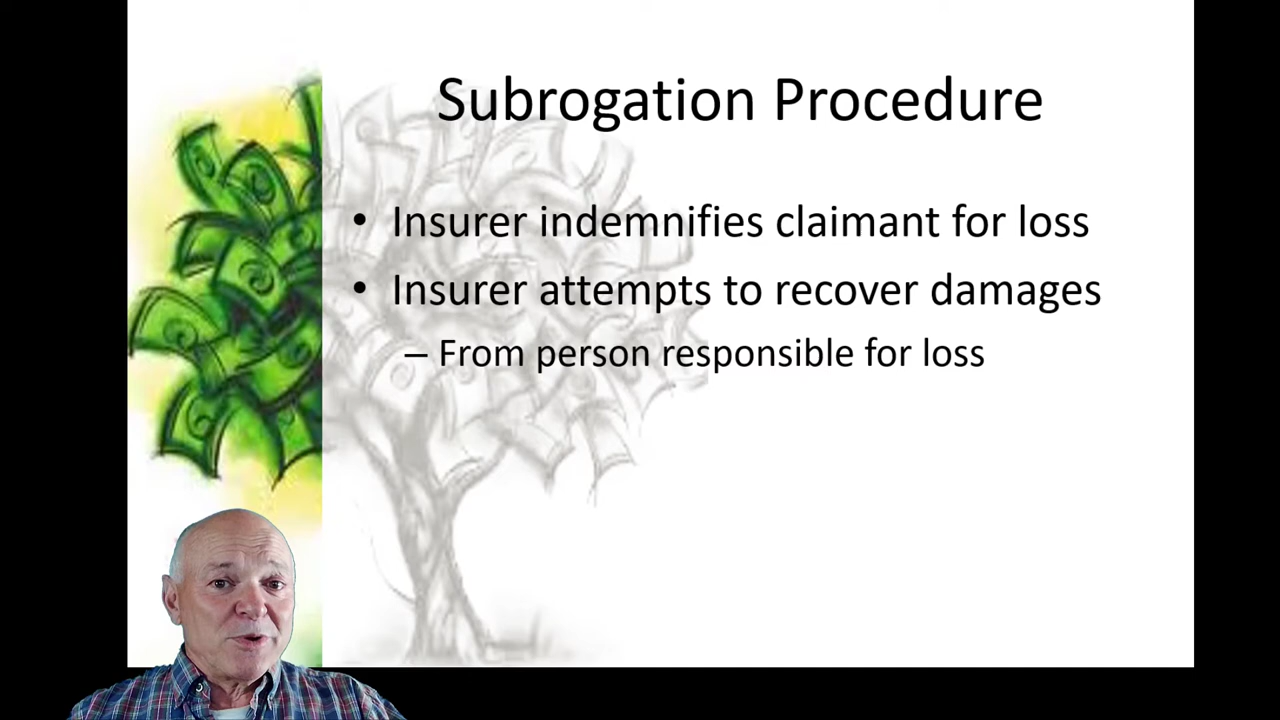 Subrogation Procedure
• Insurer indemnifies claimant for loss
• Insurer attempts to recover damages
– From person responsible for loss